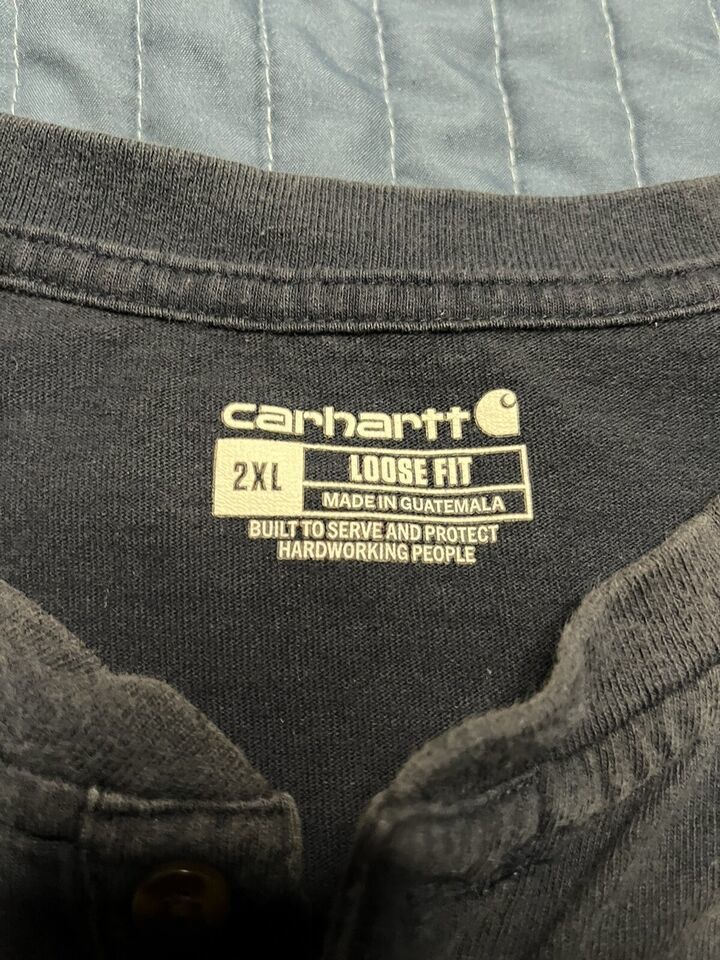 carhartt
2XL
LOOSE FIT
MADE IN GUATEMALA
BUILT TO SERVE AND PROTECT
HARDWORKING PEOPLE